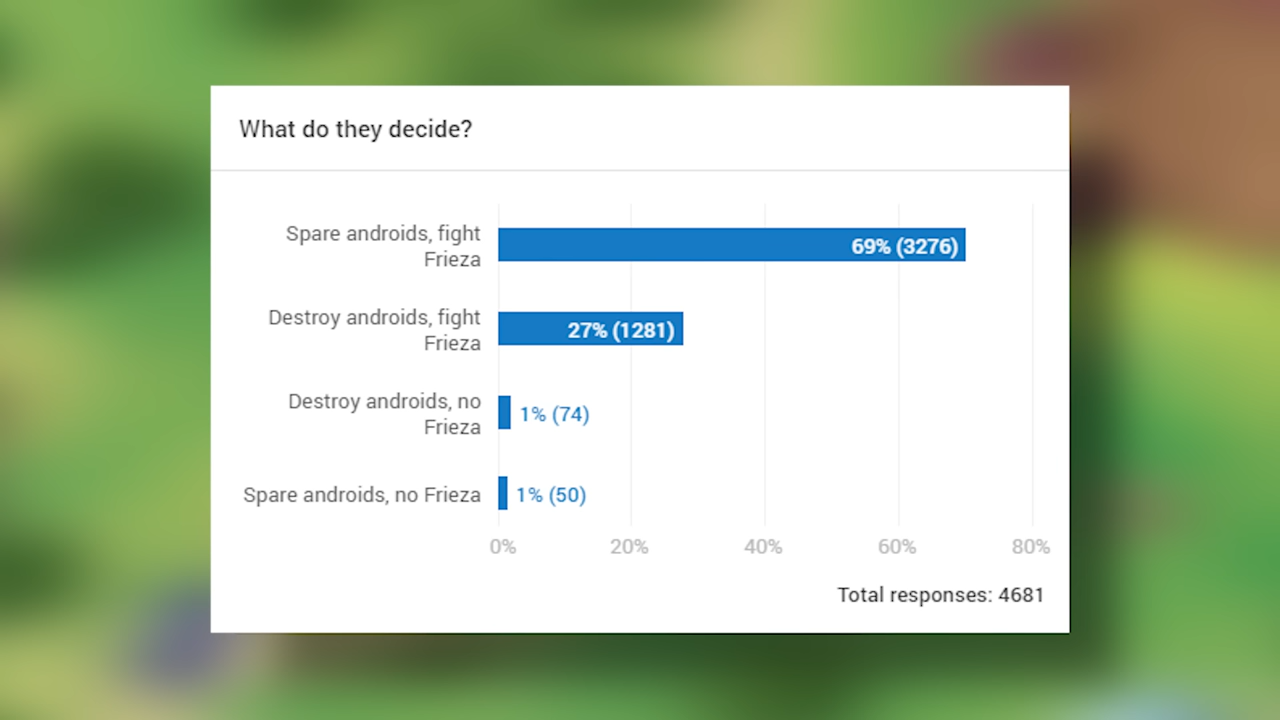 What do they decide?
Spare androids, fight
Frieza
69% (3276)
Destroy androids, fight
Frieza
27% (1281)
Destroy androids, no
Frieza
1% (74)
Spare androids, no Frieza
1% (50)
0%
20%
40%
60%
80%
Total responses: 4681